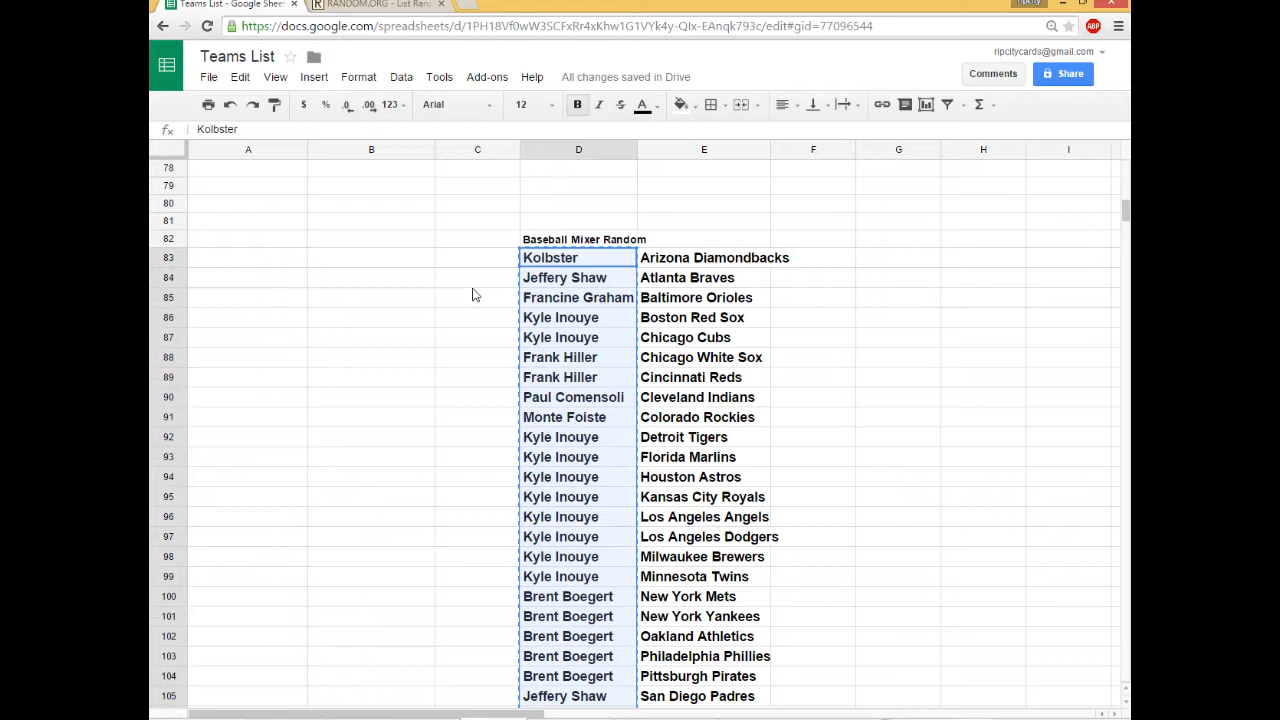 Teams List - Google Sheet × RANDOM.ORG - List Ran ×
ripcity
https://docs.google.com/spreadsheets/d/1PH18Vf0wW3SCFxRr4xKhw1G1VYk4y-QIx-EAnqk793c/edit#gid=77096544
ABP
Teams List
ripcitycards@gmail.com
File Edit View Insert Format Data Tools Add-ons Help All changes saved in Drive
Comments Share
$ % .0 .00 123 Arial 12 B I S A Σ
fx Kolbster
A B C D E F G H I
78
79
80
81
82 Baseball Mixer Random
83 Kolbster Arizona Diamondbacks
84 Jeffery Shaw Atlanta Braves
85 Francine Graham Baltimore Orioles
86 Kyle Inouye Boston Red Sox
87 Kyle Inouye Chicago Cubs
88 Frank Hiller Chicago White Sox
89 Frank Hiller Cincinnati Reds
90 Paul Comensoli Cleveland Indians
91 Monte Foiste Colorado Rockies
92 Kyle Inouye Detroit Tigers
93 Kyle Inouye Florida Marlins
94 Kyle Inouye Houston Astros
95 Kyle Inouye Kansas City Royals
96 Kyle Inouye Los Angeles Angels
97 Kyle Inouye Los Angeles Dodgers
98 Kyle Inouye Milwaukee Brewers
99 Kyle Inouye Minnesota Twins
100 Brent Boegert New York Mets
101 Brent Boegert New York Yankees
102 Brent Boegert Oakland Athletics
103 Brent Boegert Philadelphia Phillies
104 Brent Boegert Pittsburgh Pirates
105 Jeffery Shaw San Diego Padres